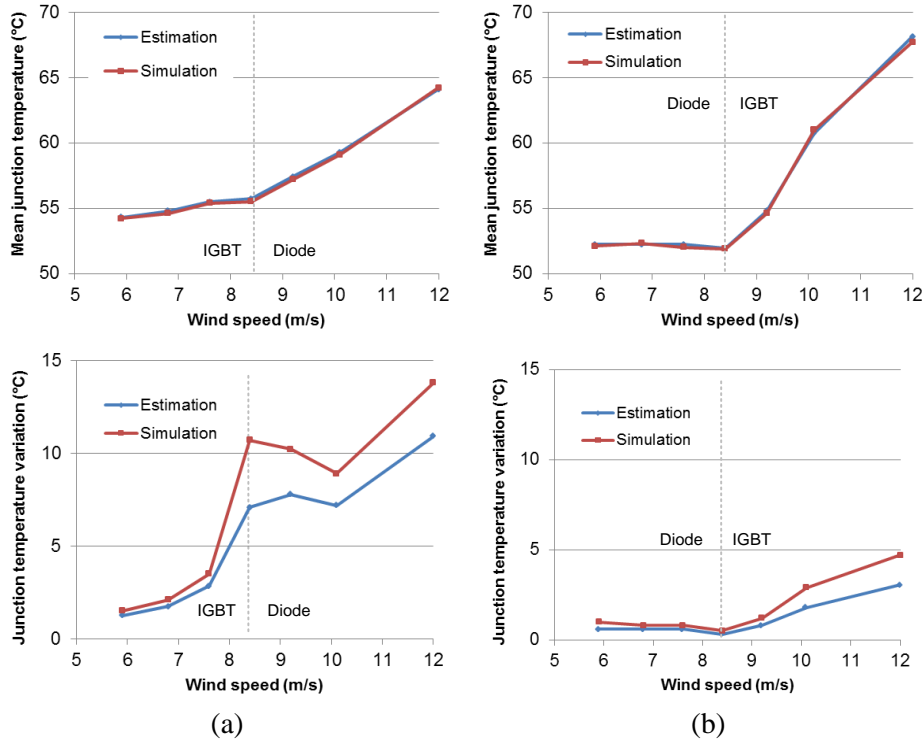 Mean junction temperature (°C)
70
65
60
55
50
Estimation
Simulation
IGBT Diode
5 6 7 8 9 10 11 12
Wind speed (m/s)
Mean junction temperature (°C)
70
65
60
55
50
Estimation
Simulation
Diode IGBT
5 6 7 8 9 10 11 12
Wind speed (m/s)
Junction temperature variation (°C)
15
10
5
0
Estimation
Simulation
IGBT Diode
5 6 7 8 9 10 11 12
Wind speed (m/s)
(a)
Junction temperature variation (°C)
15
10
5
0
Estimation
Simulation
Diode IGBT
5 6 7 8 9 10 11 12
Wind speed (m/s)
(b)